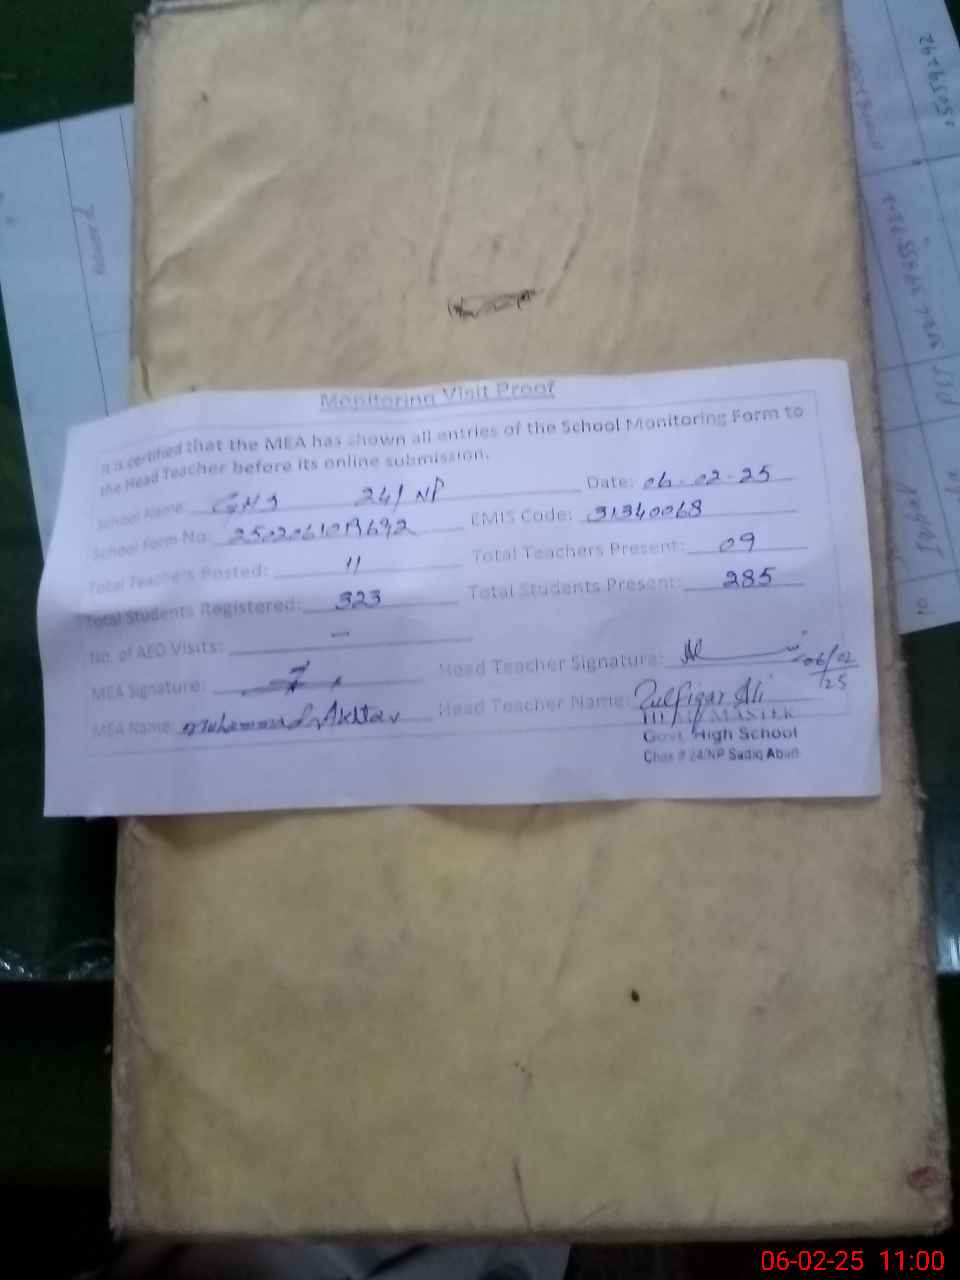 Monitoring Visit Proof
It is certified that the MEA has shown all entries of the School Monitoring Form to
the Head Teacher before its online submission.
School Name: GHS 24/NP Date: 06-02-25
School Form No: EMIS Code: 31340068
Total Teachers Posted: 11 Total Teachers Present: 09
Total Students Registered: 323 Total Students Present: 285
No. of AEO Visits: —
MEA Signature: Head Teacher Signature: 06/02/25
MEA Name: Muhammad Akhtar Head Teacher Name: Zulfiqar Ali
MASTER
Govt. High School
Chak # 24/NP Sadiq Abad
06-02-25 11:00